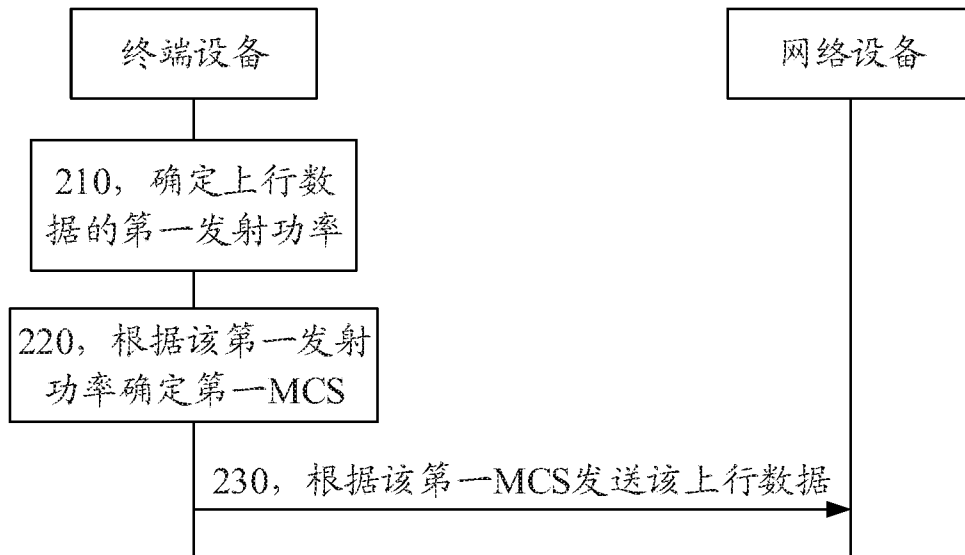 终端设备
网络设备
210，确定上行数
据的第一发射功率
220，根据该第一发射
功率确定第一MCS
230，根据该第一MCS发送该上行数据